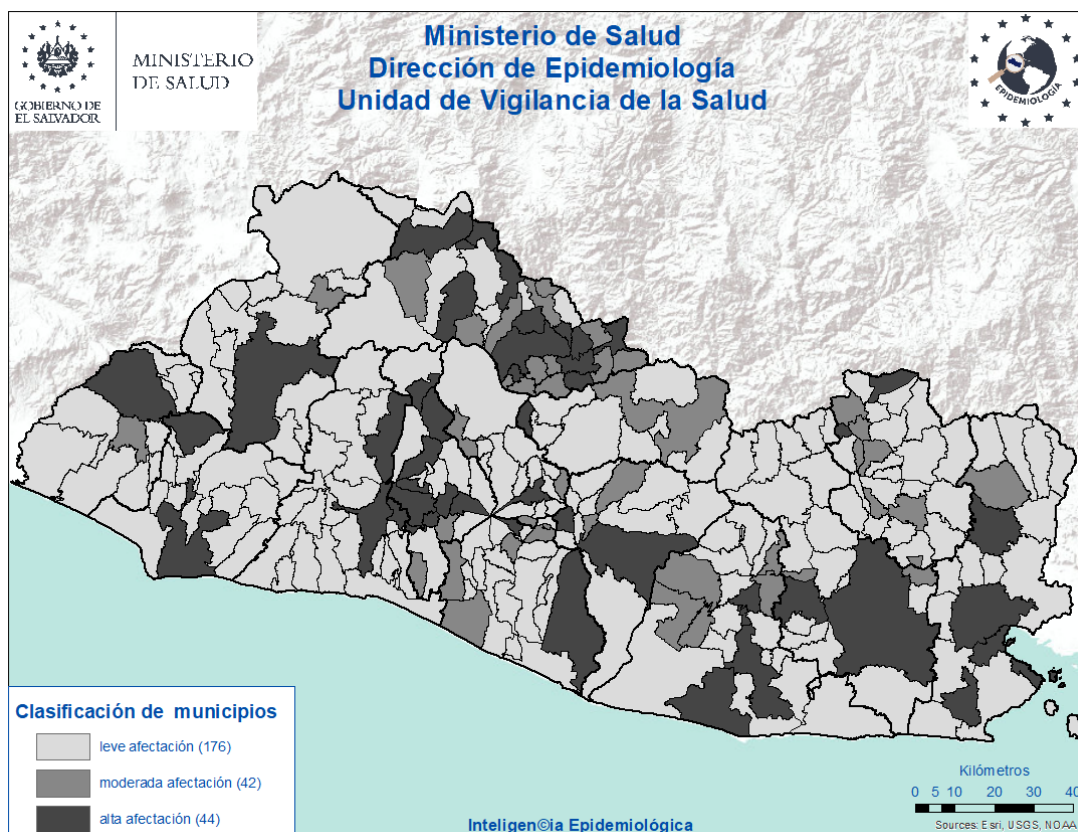 GOBIERNO DE
EL SALVADOR
MINISTERIO
DE SALUD
Ministerio de Salud
Dirección de Epidemiología
Unidad de Vigilancia de la Salud
EPIDEMIOLOGÍA
Clasificación de municipios
leve afectación (176)
moderada afectación (42)
alta afectación (44)
Inteligen©ia Epidemiológica
Kilómetros
0 5 10 20 30 40
Sources: Esri, USGS, NOAA